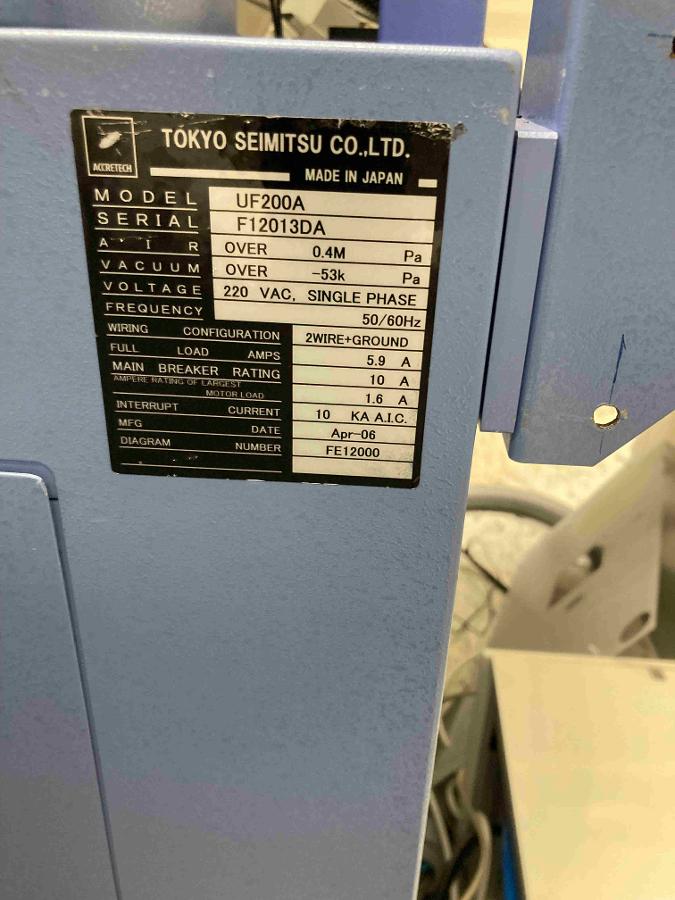 ACCRETECH
TOKYO SEIMITSU CO.,LTD.
MADE IN JAPAN
MODEL UF200A
SERIAL F12013DA
AIR OVER 0.4M Pa
VACUUM OVER -53k Pa
VOLTAGE 220 VAC, SINGLE PHASE
FREQUENCY 50/60Hz
WIRING CONFIGURATION 2WIRE+GROUND
FULL LOAD AMPS 5.9 A
MAIN BREAKER RATING 10 A
AMPERE RATING OF LARGEST
MOTOR LOAD 1.6 A
INTERRUPT CURRENT 10 KA A.I.C.
MFG DATE Apr-06
DIAGRAM NUMBER FE12000